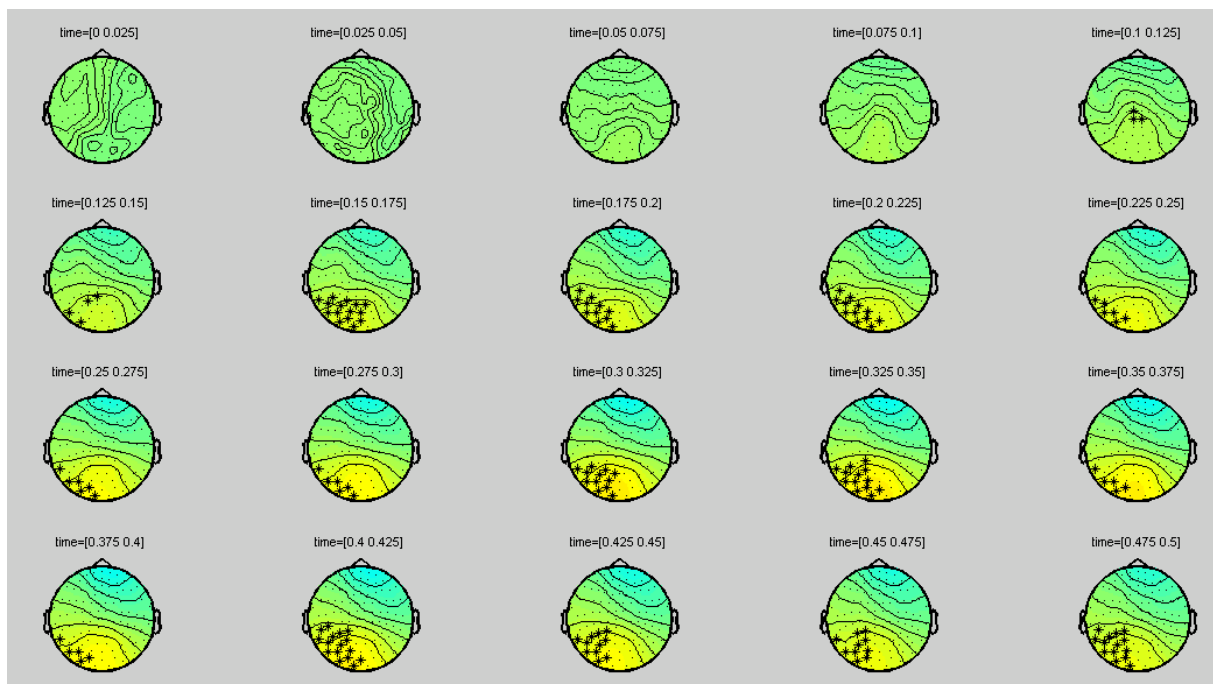 time=[0 0.025]
time=[0.025 0.05]
time=[0.05 0.075]
time=[0.075 0.1]
time=[0.1 0.125]
time=[0.125 0.15]
time=[0.15 0.175]
time=[0.175 0.2]
time=[0.2 0.225]
time=[0.225 0.25]
time=[0.25 0.275]
time=[0.275 0.3]
time=[0.3 0.325]
time=[0.325 0.35]
time=[0.35 0.375]
time=[0.375 0.4]
time=[0.4 0.425]
time=[0.425 0.45]
time=[0.45 0.475]
time=[0.475 0.5]